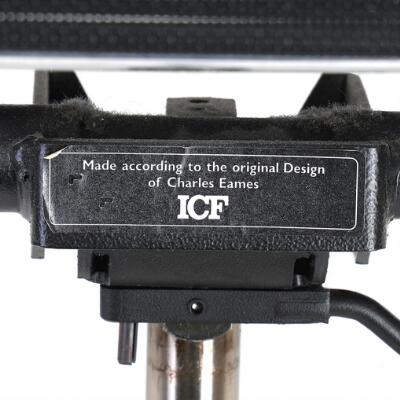 Made according to the original Design
of Charles Eames
ICF